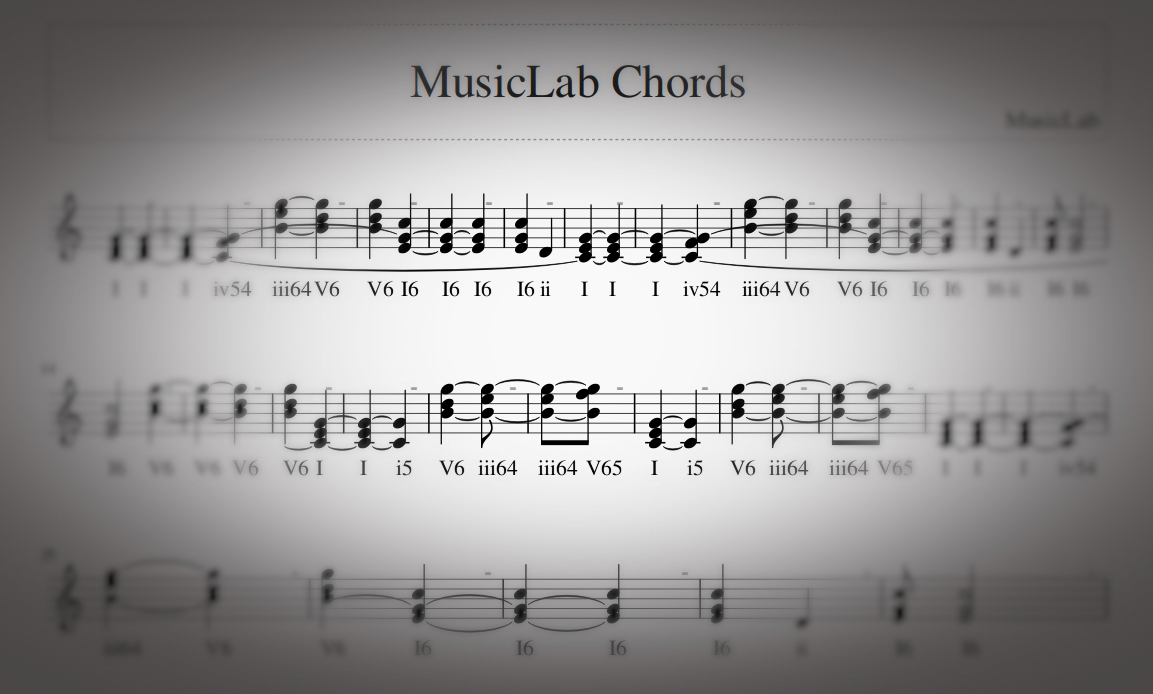 MusicLab Chords
MusicLab
I I I iv54 iii64 V6 V6 I6 I6 I6 I6 ii I I I iv54 iii64 V6 V6 I6 I6 I6 I6 ii I6 I6
I6 V6 V6 V6 V6 I I i5 V6 iii64 iii64 V65 I i5 V6 iii64 iii64 V65 I I I iv54
iii64 V6 V6 I6 I6 I6 I6 ii I6 I6